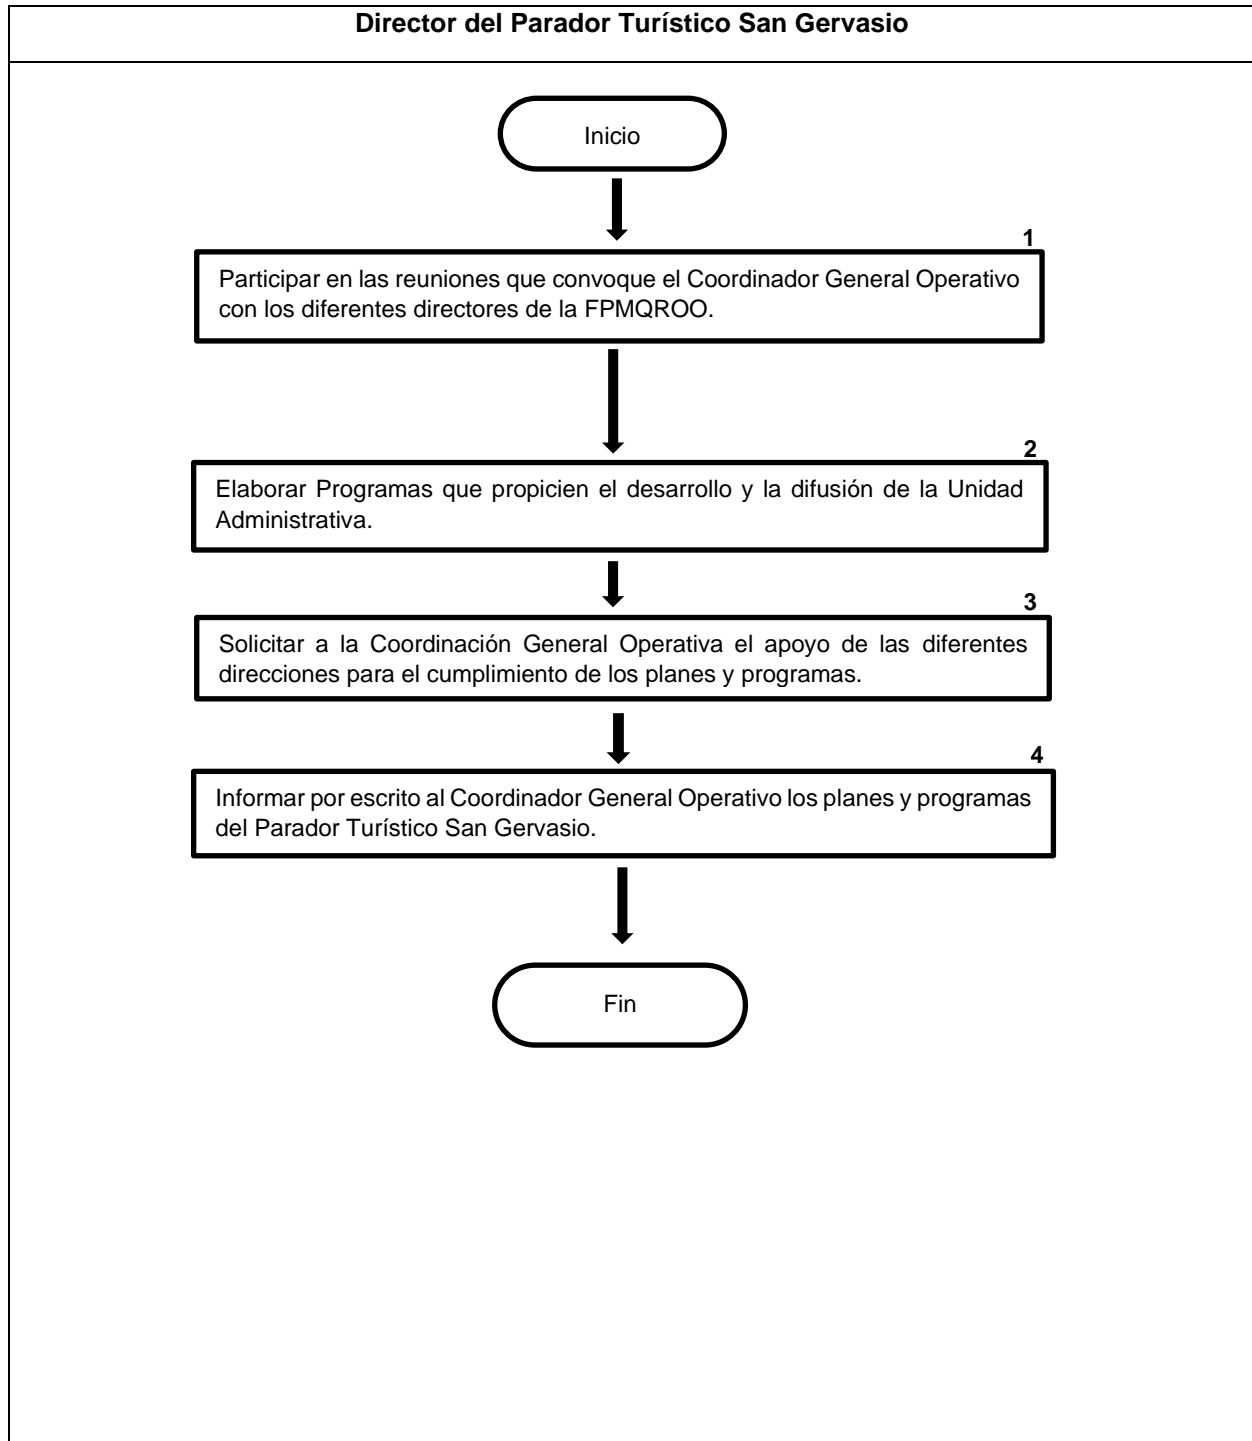 Director del Parador Turístico San Gervasio
Inicio
1
Participar en las reuniones que convoque el Coordinador General Operativo
con los diferentes directores de la FPMQROO.
2
Elaborar Programas que propicien el desarrollo y la difusión de la Unidad
Administrativa.
3
Solicitar a la Coordinación General Operativa el apoyo de las diferentes
direcciones para el cumplimiento de los planes y programas.
4
Informar por escrito al Coordinador General Operativo los planes y programas
del Parador Turístico San Gervasio.
Fin